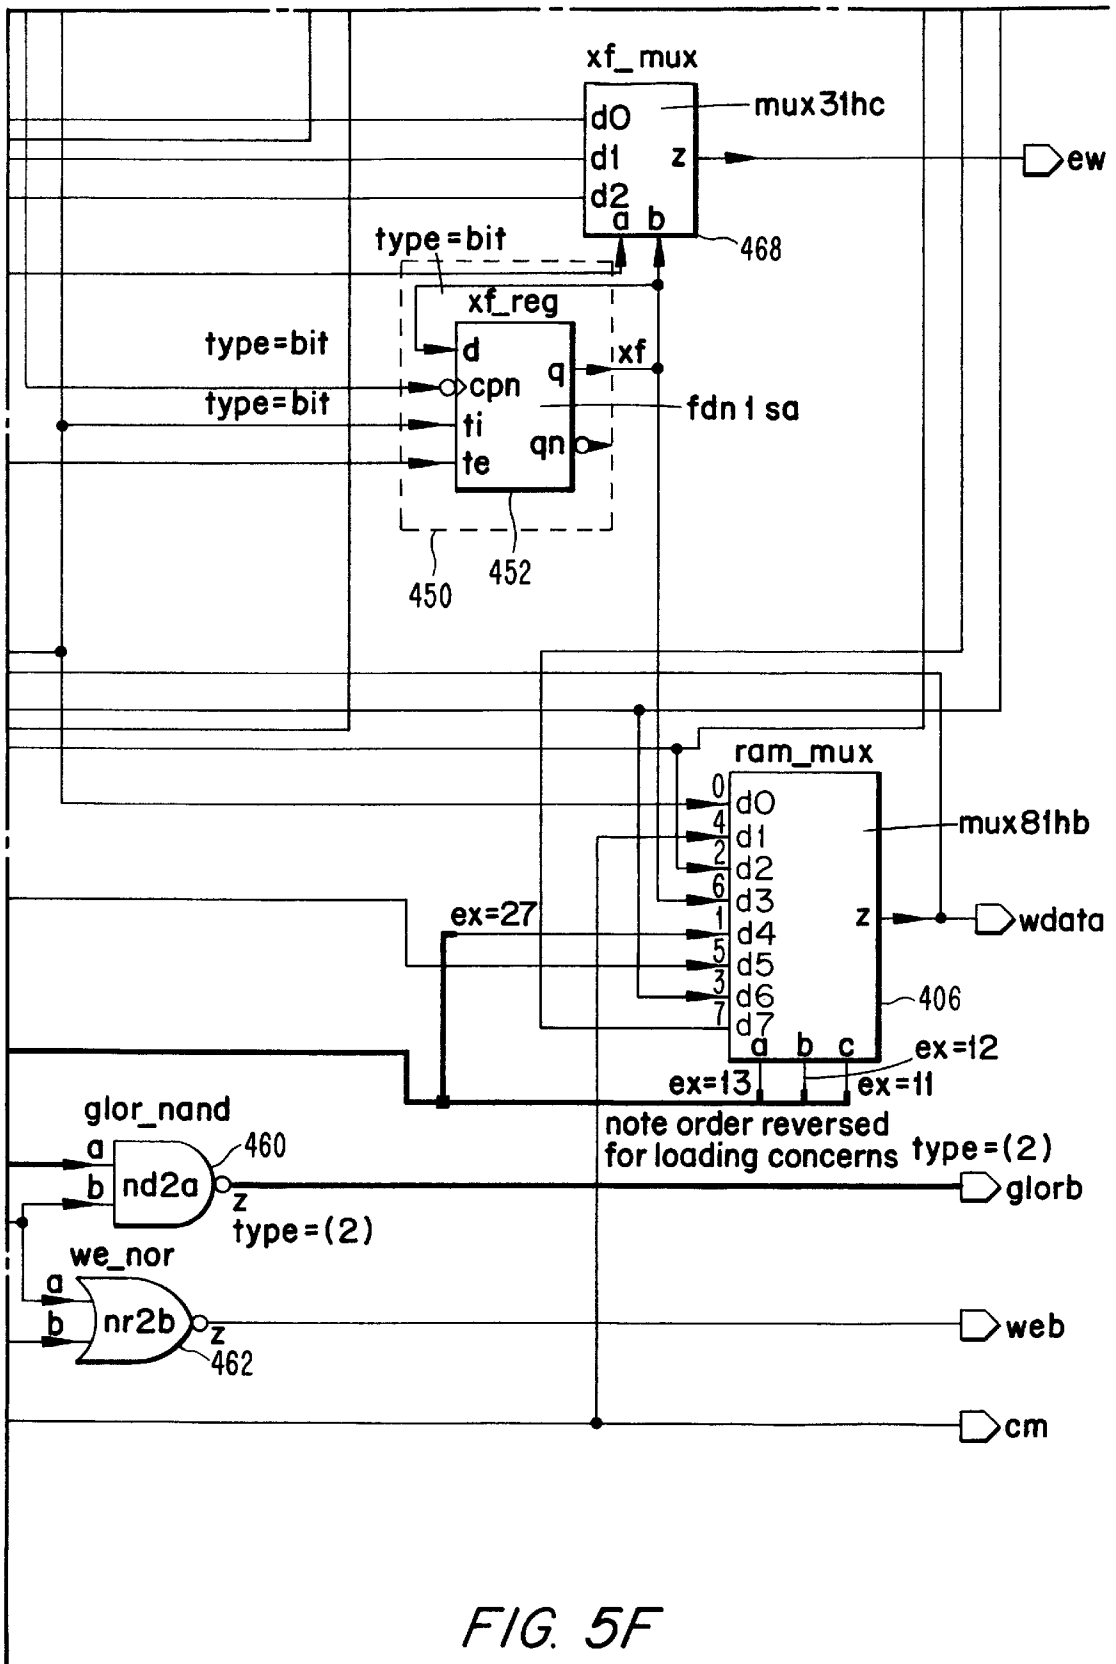 xf_mux
mux31hc
d0
d1
z
ew
d2
a b
468
type=bit
xf_reg
type=bit
d
q
xf
cpn
type=bit
fdn1sa
ti
qn
te
452
450
ram_mux
0
d0
mux81hb
4
d1
2
d2
6
d3
ex=27
1
d4
z
wdata
5
d5
3
d6
406
7
d7
a b c
ex=12
ex=13
ex=11
glor_nand
note order reversed
for loading concerns
type=(2)
460
a
nd2a
b
z
glorb
type=(2)
we_nor
a
nr2b
b
z
web
462
cm
FIG. 5F